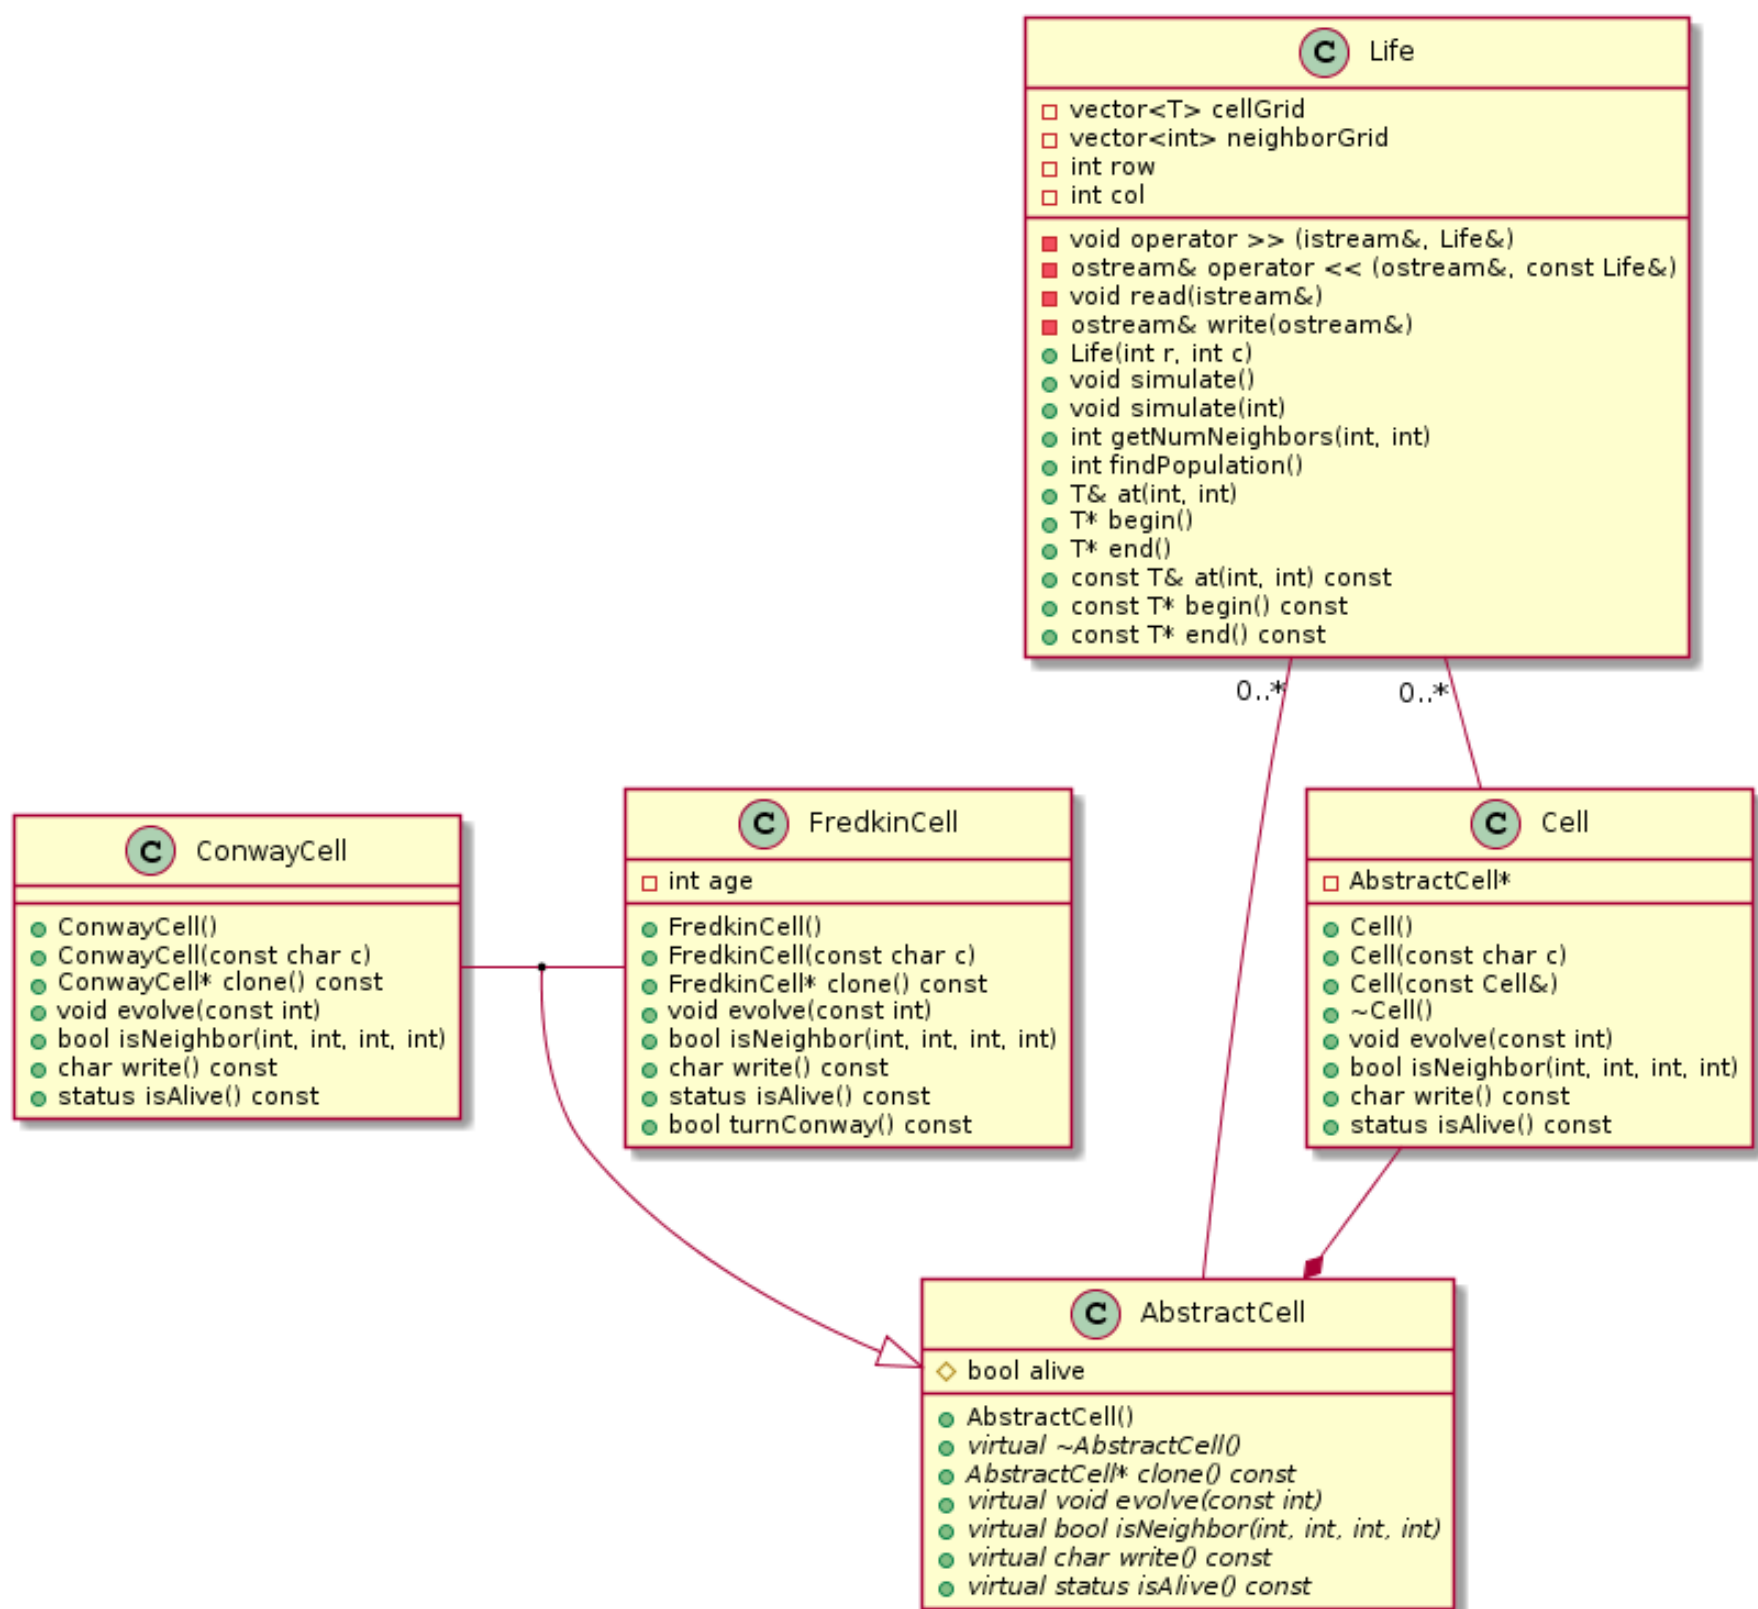 C Life
vector<T> cellGrid
vector<int> neighborGrid
int row
int col
void operator >> (istream&, Life&)
ostream& operator << (ostream&, const Life&)
void read(istream&)
ostream& write(ostream&)
Life(int r, int c)
void simulate()
void simulate(int)
int getNumNeighbors(int, int)
int findPopulation()
T& at(int, int)
T* begin()
T* end()
const T& at(int, int) const
const T* begin() const
const T* end() const
0..*
0..*
C ConwayCell
ConwayCell()
ConwayCell(const char c)
ConwayCell* clone() const
void evolve(const int)
bool isNeighbor(int, int, int, int)
char write() const
status isAlive() const
C FredkinCell
int age
FredkinCell()
FredkinCell(const char c)
FredkinCell* clone() const
void evolve(const int)
bool isNeighbor(int, int, int, int)
char write() const
status isAlive() const
bool turnConway() const
C Cell
AbstractCell*
Cell()
Cell(const char c)
Cell(const Cell&)
~Cell()
void evolve(const int)
bool isNeighbor(int, int, int, int)
char write() const
status isAlive() const
C AbstractCell
bool alive
AbstractCell()
virtual ~AbstractCell()
AbstractCell* clone() const
virtual void evolve(const int)
virtual bool isNeighbor(int, int, int, int)
virtual char write() const
virtual status isAlive() const